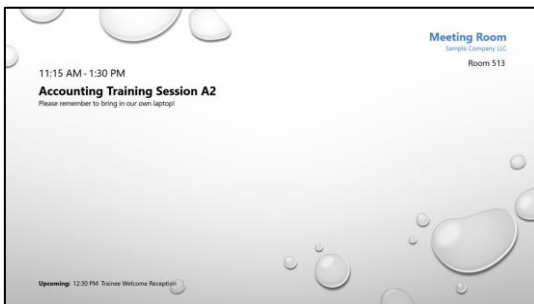 Meeting Room
Sample Company LLC
Room 513
11:15 AM - 1:30 PM
Accounting Training Session A2
Please remember to bring in our own laptop!
Upcoming: 12:30 PM Trainee Welcome Reception